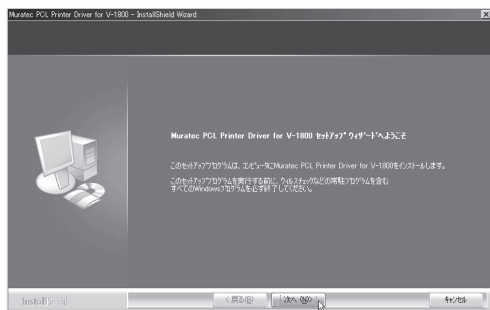 Muratec PCL Printer Driver for V-1800 - InstallShield Wizard
Muratec PCL Printer Driver for V-1800 セットアップ ウィザードへようこそ
このセットアッププログラムは、コンピュータにMuratec PCL Printer Driver for V-1800をインストールします。
このセットアッププログラムを実行する前に、ウィルスチェックなどの常駐プログラムを含む
すべてのWindowsプログラムを必ず終了してください。
InstallShield
< 戻る(B)
次へ (N)>
キャンセル